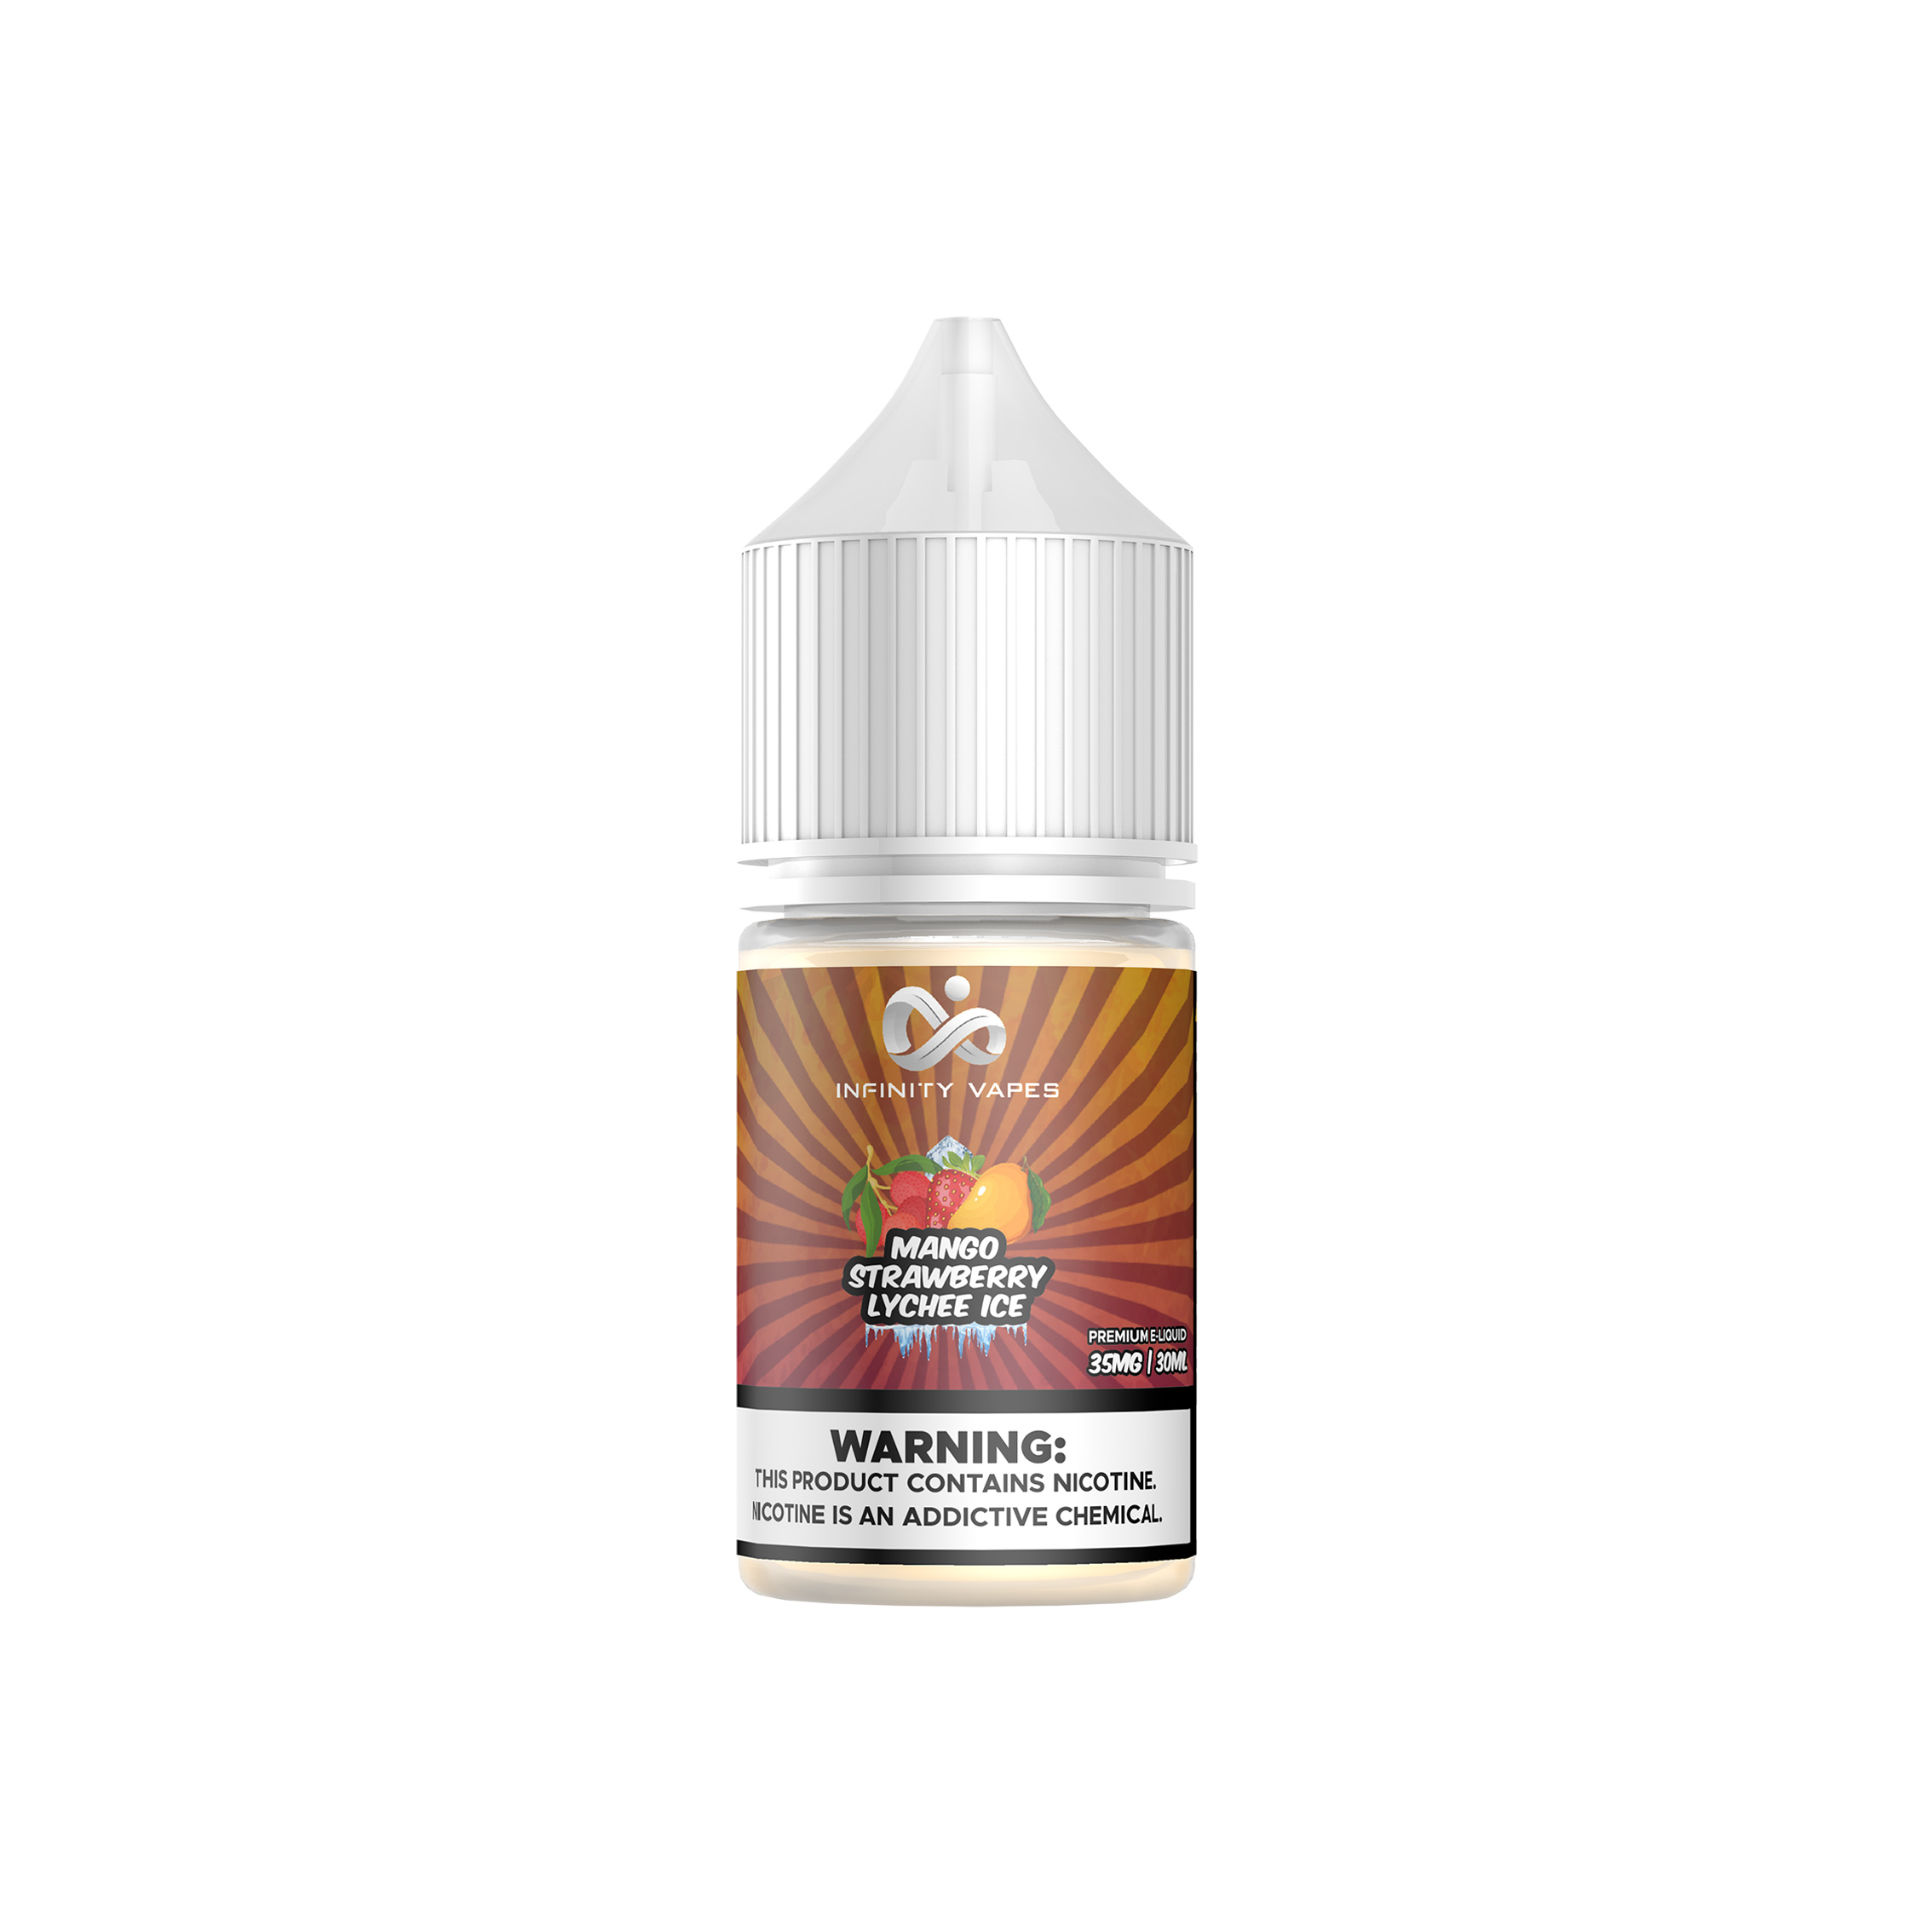 INFINITY VAPES
MANGO
STRAWBERRY
LYCHEE ICE
PREMIUM E-LIQUID
35MG | 30ML
WARNING:
THIS PRODUCT CONTAINS NICOTINE.
NICOTINE IS AN ADDICTIVE CHEMICAL.